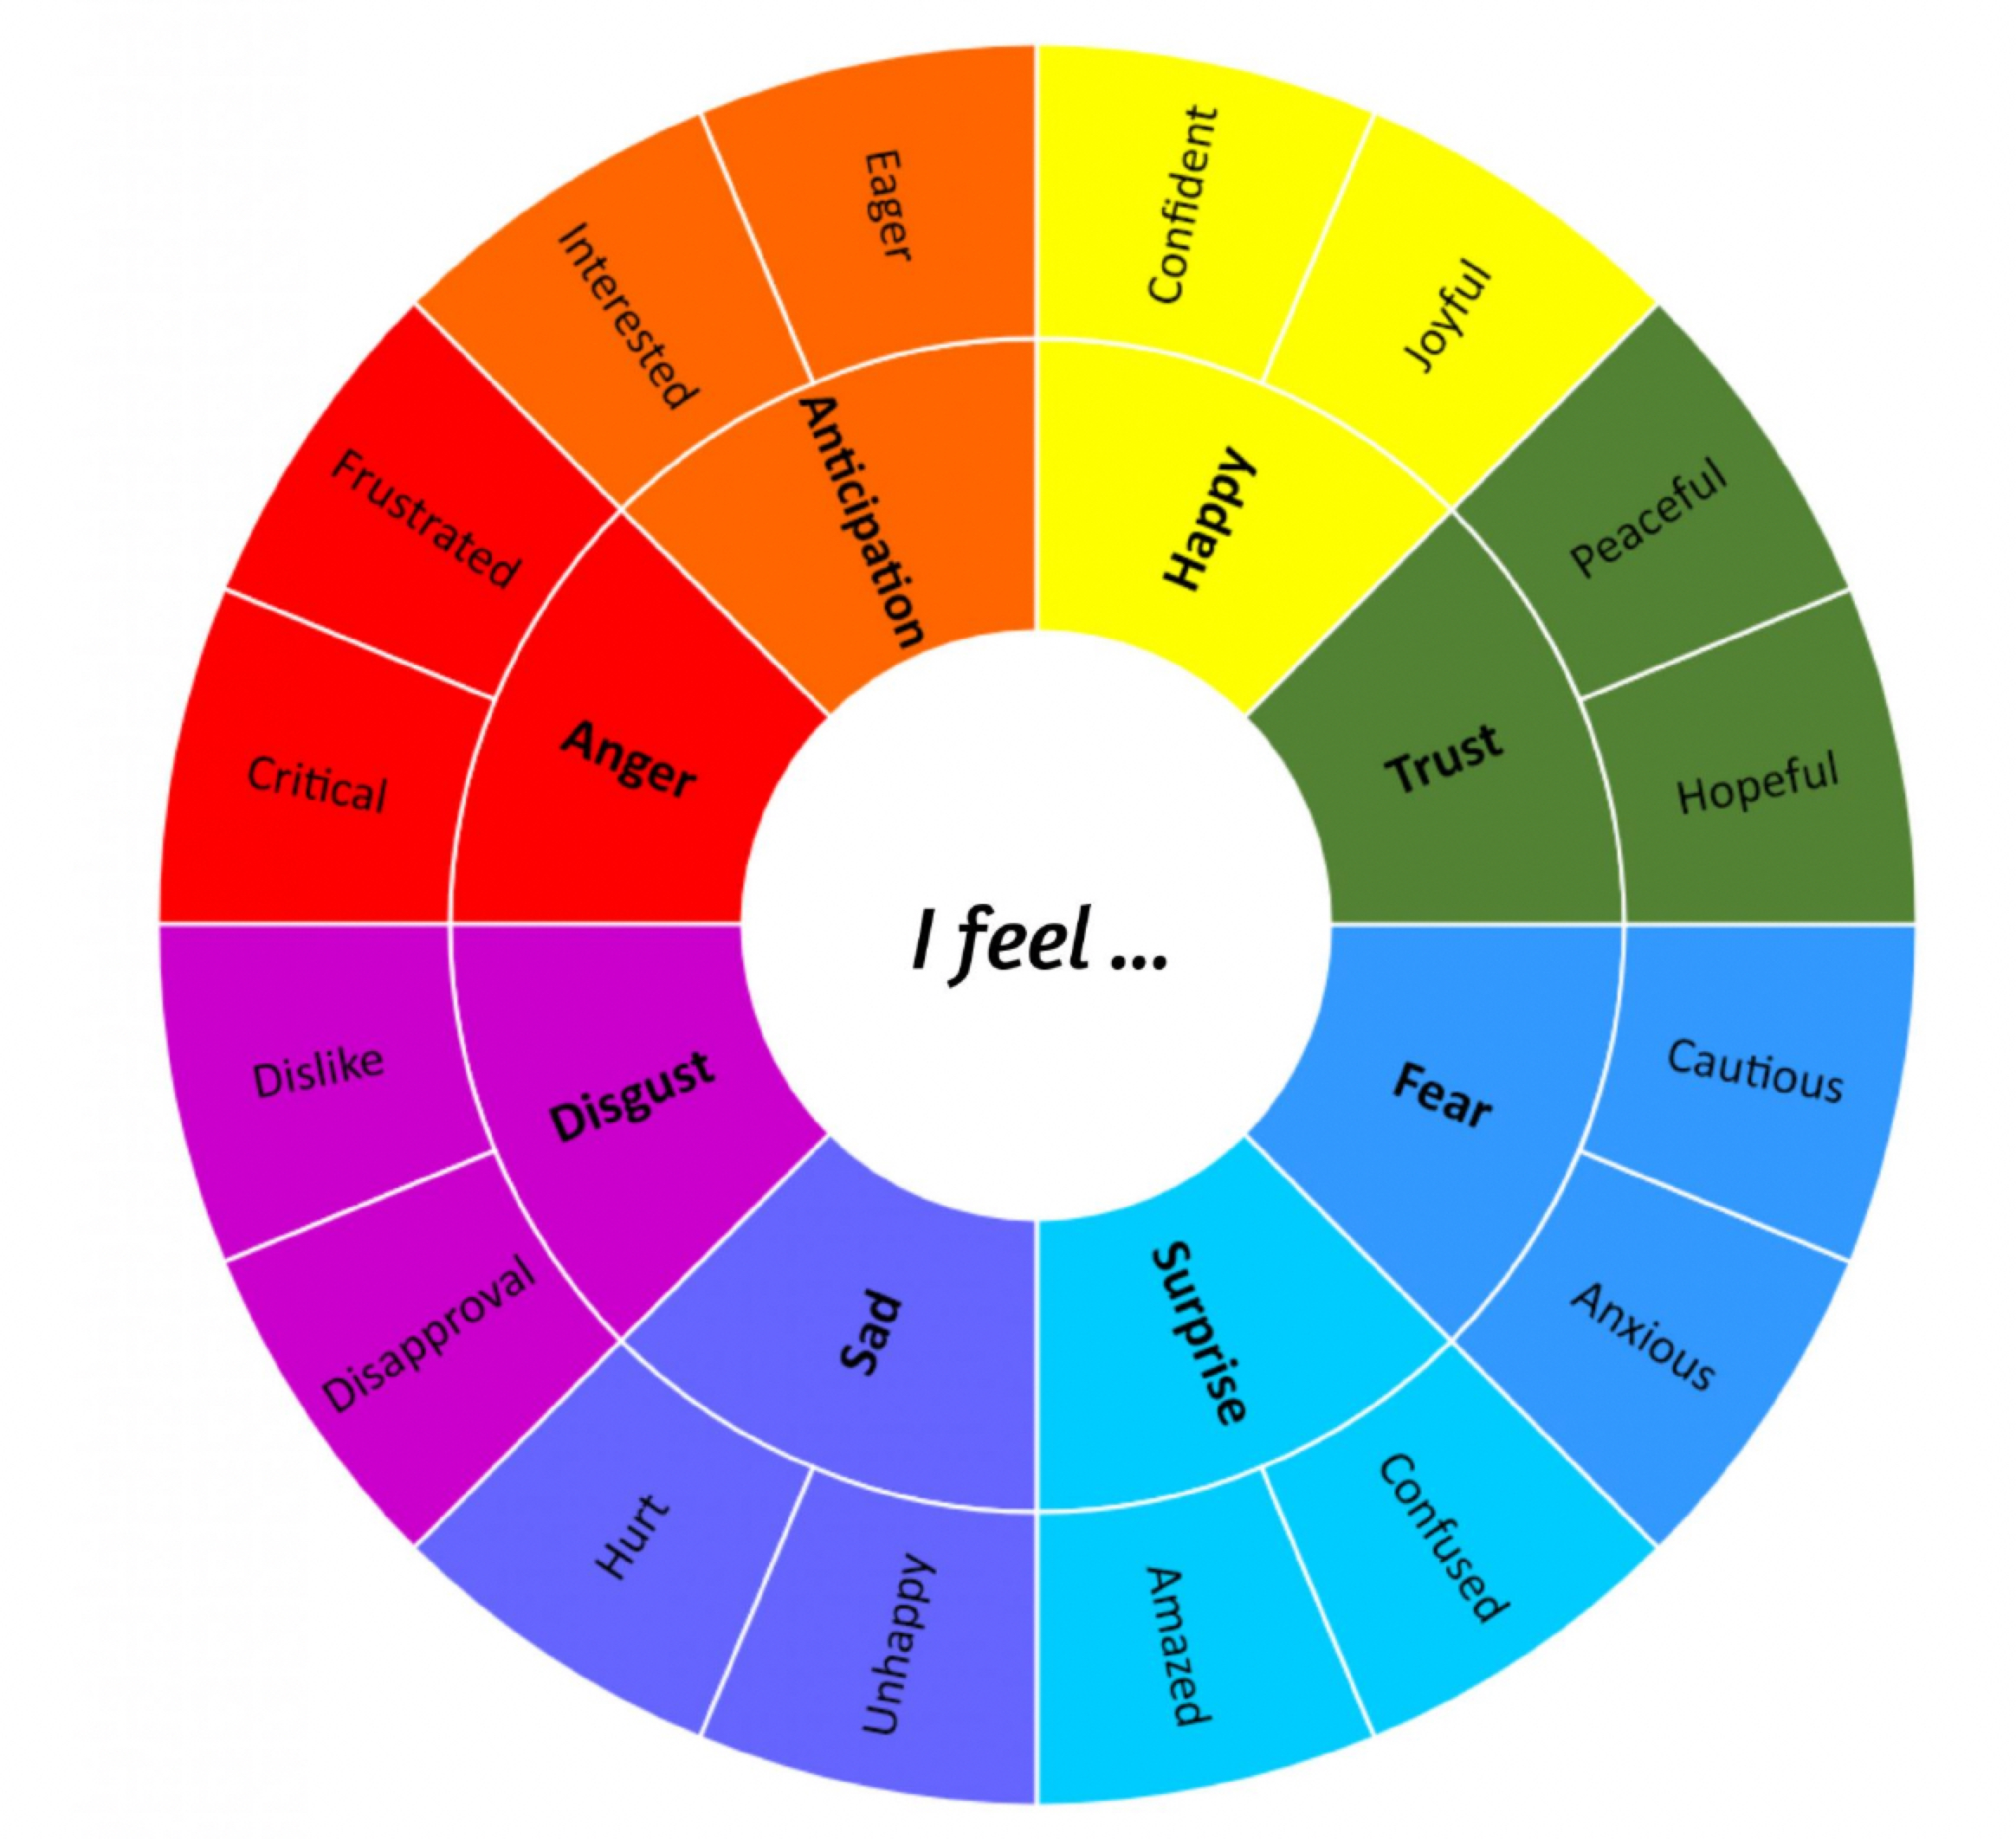 I feel ...
Happy
Confident
Joyful
Trust
Peaceful
Hopeful
Fear
Cautious
Anxious
Surprise
Confused
Amazed
Sad
Unhappy
Hurt
Disgust
Disapproval
Dislike
Anger
Critical
Frustrated
Anticipation
Interested
Eager